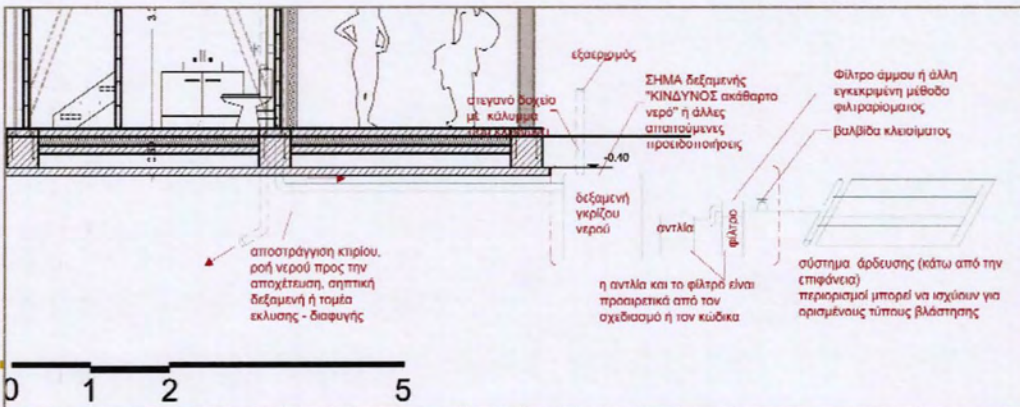 εξαερισμός
στεγανό δοχείο
με κάλυμμα
ΣΗΜΑ δεξαμενής
"ΚΙΝΔΥΝΟΣ ακάθαρτο
νερό" ή άλλες
απαιτούμενες
προειδοποιήσεις
Φίλτρο άμμου ή άλλη
εγκεκριμένη μέθοδο
φιλτραρίσματος
βαλβίδα κλεισίματος
-0.40
δεξαμενή
γκρίζου
νερού
αντλία
φίλτρο
αποστράγγιση κτιρίου,
ροή νερού προς την
αποχέτευση, σηπτική
δεξαμενή ή τομέα
εκλυσης - διαφυγής
η αντλία και το φίλτρο είναι
προαιρετικά από τον
σχεδιασμό ή τον κώδικα
σύστημα άρδευσης (κάτω από την
επιφάνεια)
περιορισμοί μπορεί να ισχύουν για
ορισμένους τύπους βλάστησης
0 1 2 5